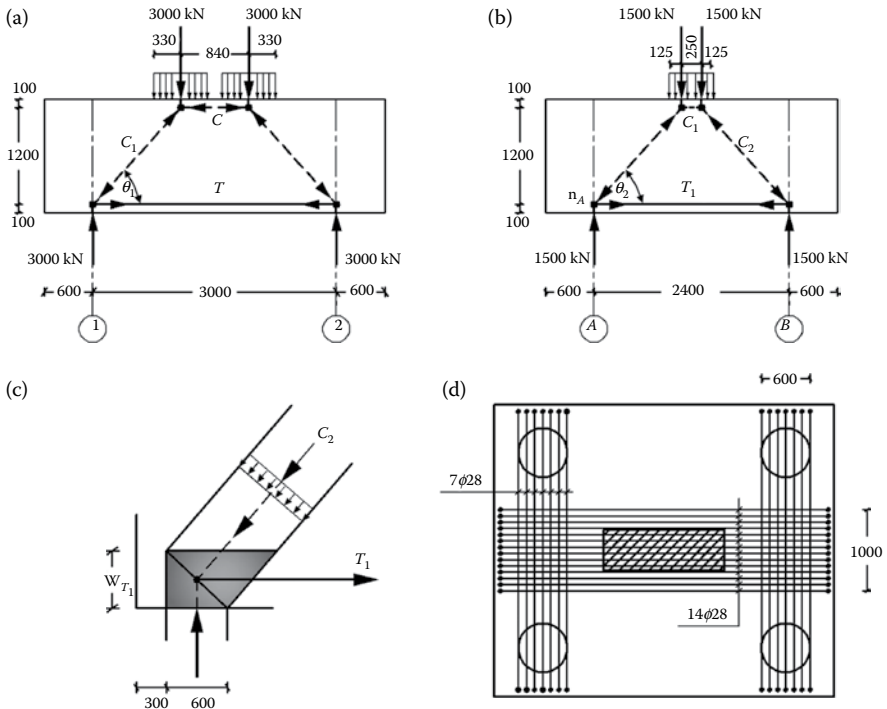 (a)
3000 kN 3000 kN
330 840 330
100
1200
100
C
C₁
θ₁
T
3000 kN 3000 kN
600 3000 600
1 2
(b)
1500 kN 1500 kN
125 250 125
100
1200
100
C₁
C₂
θ₂
T₁
n_A
1500 kN 1500 kN
600 2400 600
A B
(c)
C₂
T₁
W_T₁
300 600
(d)
600
7ϕ28
1000
14ϕ28